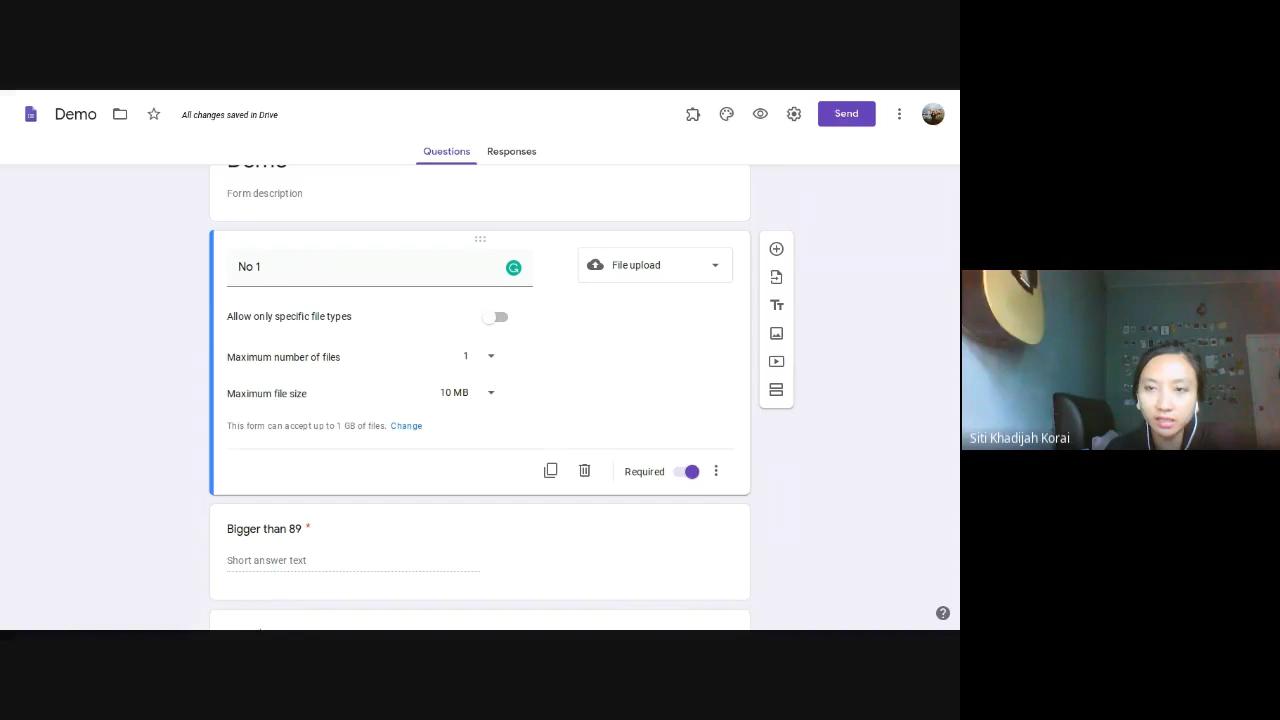 Demo
All changes saved in Drive
Send
Questions
Responses
Demo
Form description
No 1
File upload
Allow only specific file types
Maximum number of files
1
Maximum file size
10 MB
This form can accept up to 1 GB of files. Change
Required
Bigger than 89 *
Short answer text
Siti Khadijah Korai